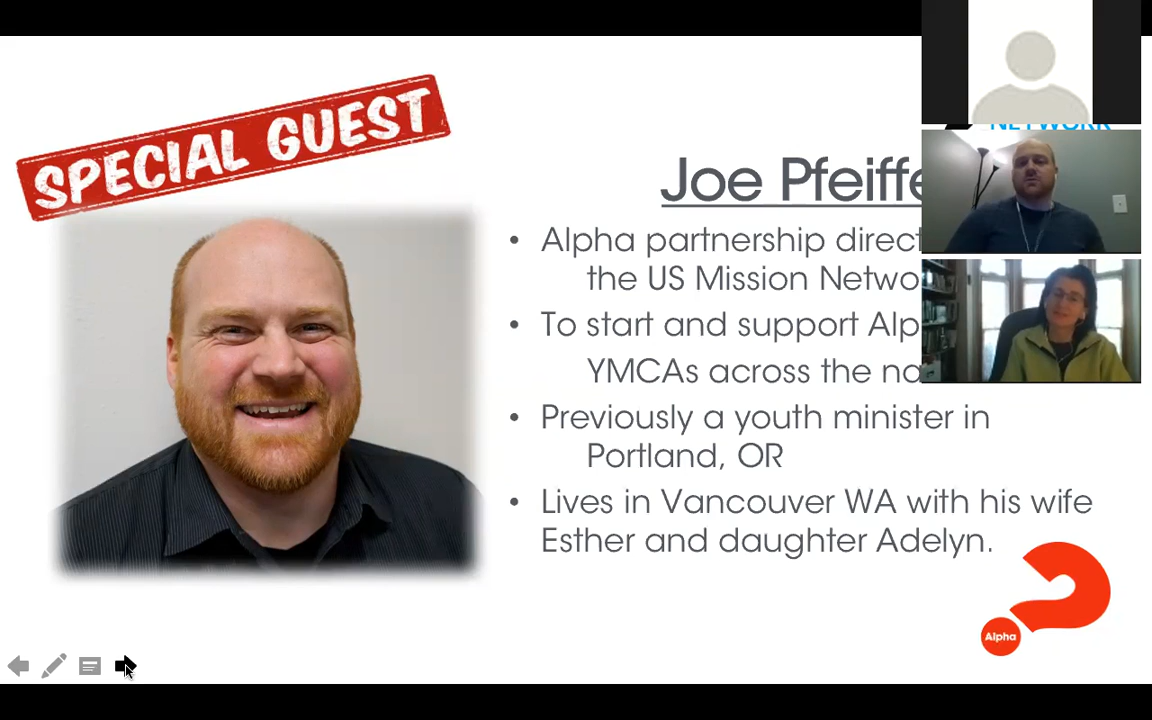 SPECIAL GUEST
NETWORK
Joe Pfeiffe
• Alpha partnership direct
the US Mission Netwo
• To start and support Alp
YMCAs across the na
• Previously a youth minister in
Portland, OR
• Lives in Vancouver WA with his wife
Esther and daughter Adelyn.
Alpha